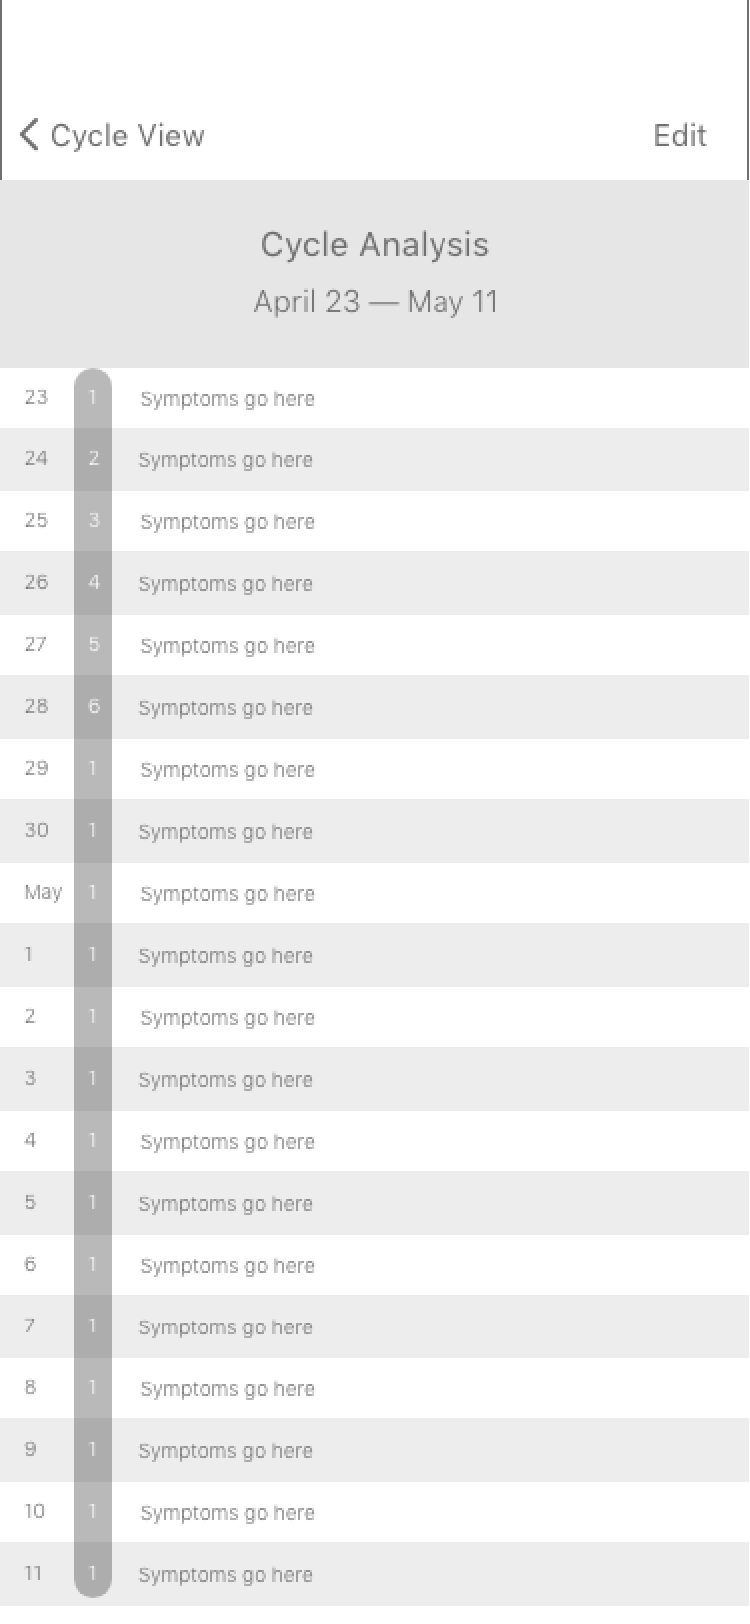 Cycle View Edit
Cycle Analysis
April 23 — May 11
23 1 Symptoms go here
24 2 Symptoms go here
25 3 Symptoms go here
26 4 Symptoms go here
27 5 Symptoms go here
28 6 Symptoms go here
29 1 Symptoms go here
30 1 Symptoms go here
May 1 Symptoms go here
1 1 Symptoms go here
2 1 Symptoms go here
3 1 Symptoms go here
4 1 Symptoms go here
5 1 Symptoms go here
6 1 Symptoms go here
7 1 Symptoms go here
8 1 Symptoms go here
9 1 Symptoms go here
10 1 Symptoms go here
11 1 Symptoms go here